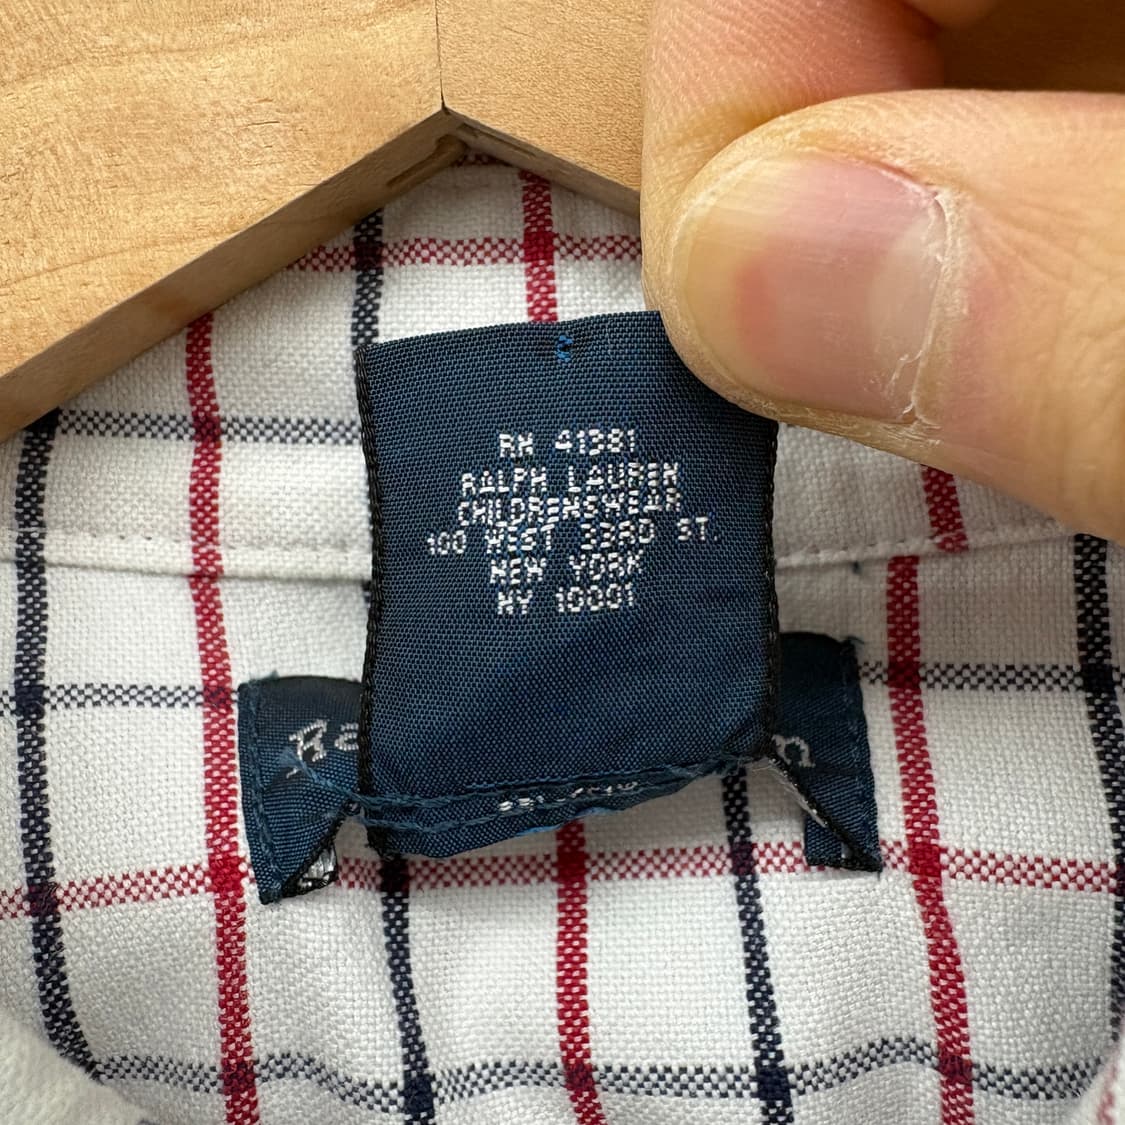 RN 41381
RALPH LAUREN
CHILDRENSWEAR
100 WEST 33RD ST.
NEW YORK
NY 10001